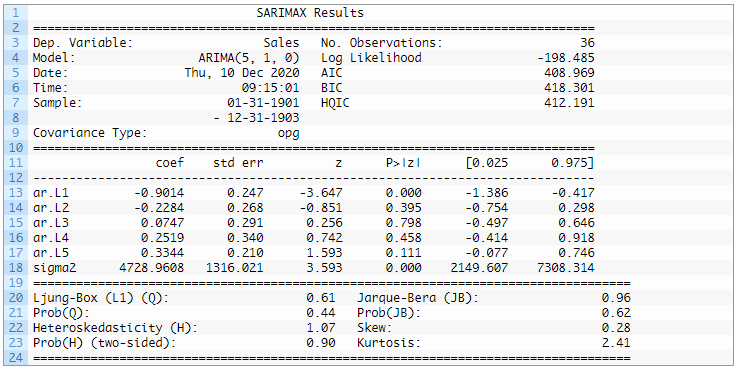 1                               SARIMAX Results
2  ==============================================================================
3  Dep. Variable:                  Sales   No. Observations:                   36
4  Model:                 ARIMA(5, 1, 0)   Log Likelihood                -198.485
5  Date:                Thu, 10 Dec 2020   AIC                            408.969
6  Time:                        09:15:01   BIC                            418.301
7  Sample:                    01-31-1901   HQIC                           412.191
8                           - 12-31-1903
9  Covariance Type:                  opg
10 ==============================================================================
11                  coef    std err          z      P>|z|      [0.025      0.975]
12 ------------------------------------------------------------------------------
13 ar.L1         -0.9014      0.247     -3.647      0.000      -1.386      -0.417
14 ar.L2         -0.2284      0.268     -0.851      0.395      -0.754       0.298
15 ar.L3          0.0747      0.291      0.256      0.798      -0.497       0.646
16 ar.L4          0.2519      0.340      0.742      0.458      -0.414       0.918
17 ar.L5          0.3344      0.210      1.593      0.111      -0.077       0.746
18 sigma2      4728.9608   1316.021      3.593      0.000    2149.607    7308.314
19 ===================================================================================
20 Ljung-Box (L1) (Q):                   0.61   Jarque-Bera (JB):                 0.96
21 Prob(Q):                              0.44   Prob(JB):                         0.62
22 Heteroskedasticity (H):               1.07   Skew:                             0.28
23 Prob(H) (two-sided):                  0.90   Kurtosis:                         2.41
24 ===================================================================================